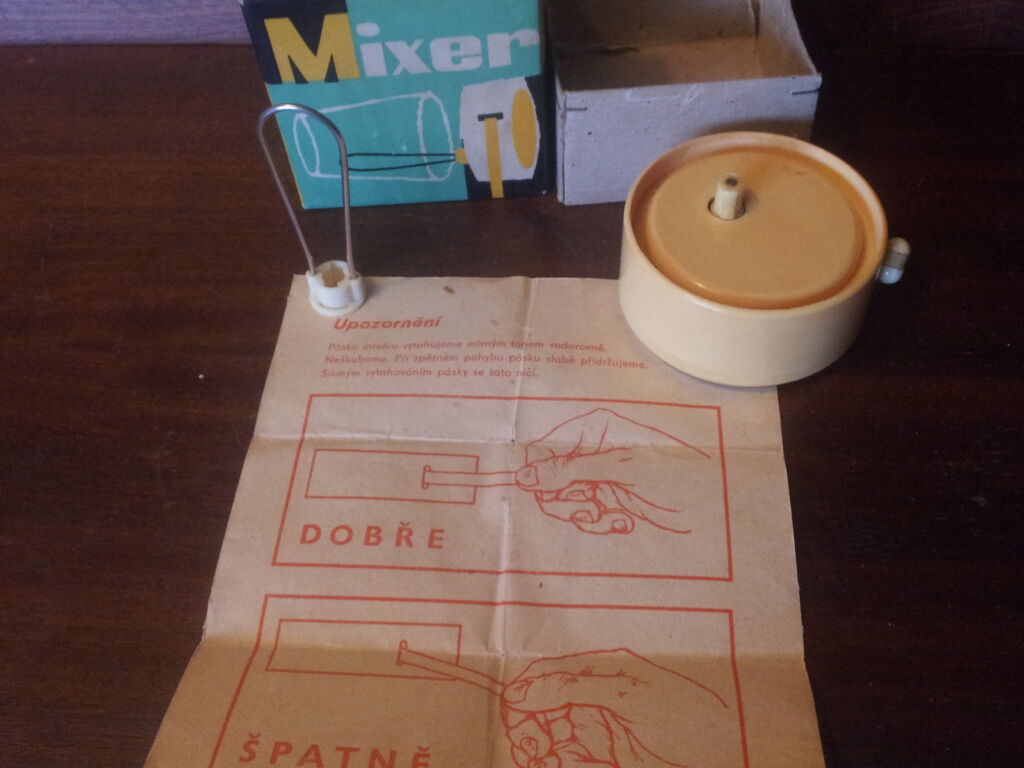 Mixer
Upozornění
Pásku mixéru vytahujeme mírným tahem vodorovně.
Neškubeme. Při zpětném pohybu pásku slabě přidržujeme.
Šikmým vytahováním pásky se tato ničí.
DOBŘE
ŠPATNĚ